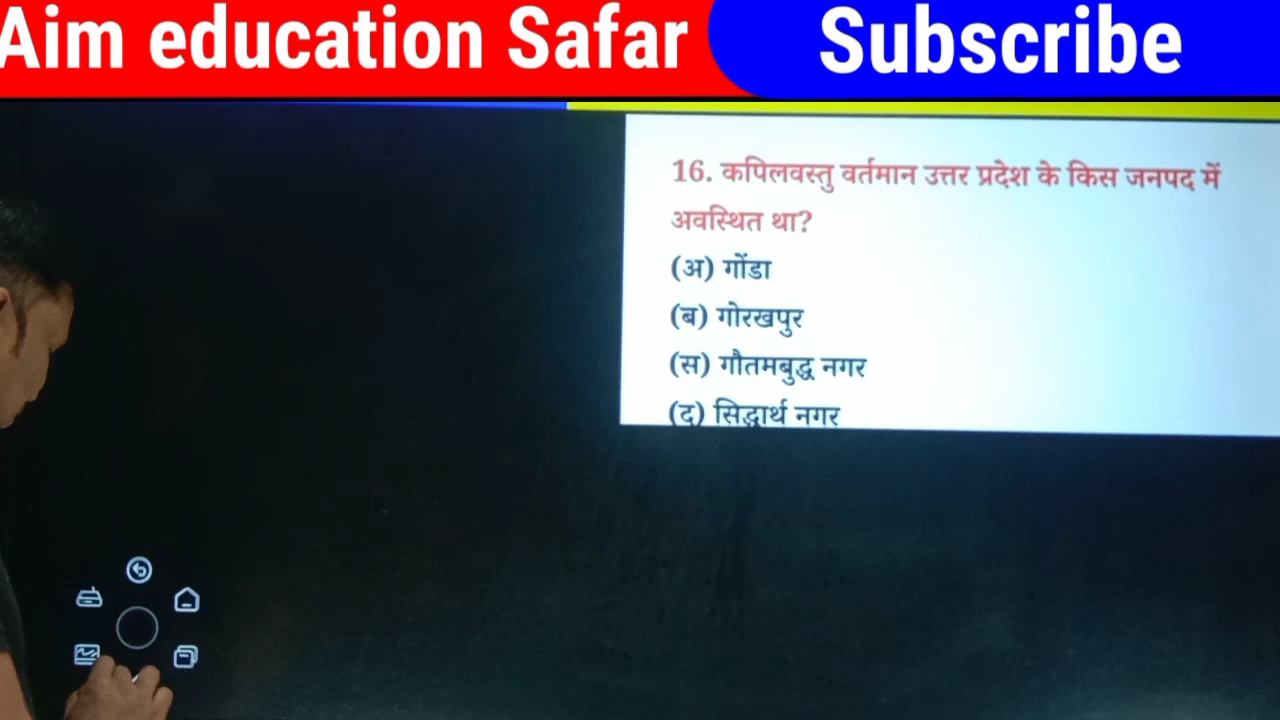 Aim education Safar
Subscribe
16. कपिलवस्तु वर्तमान उत्तर प्रदेश के किस जनपद में
अवस्थित था?
(अ) गोंडा
(ब) गोरखपुर
(स) गौतमबुद्ध नगर
(द) सिद्धार्थ नगर